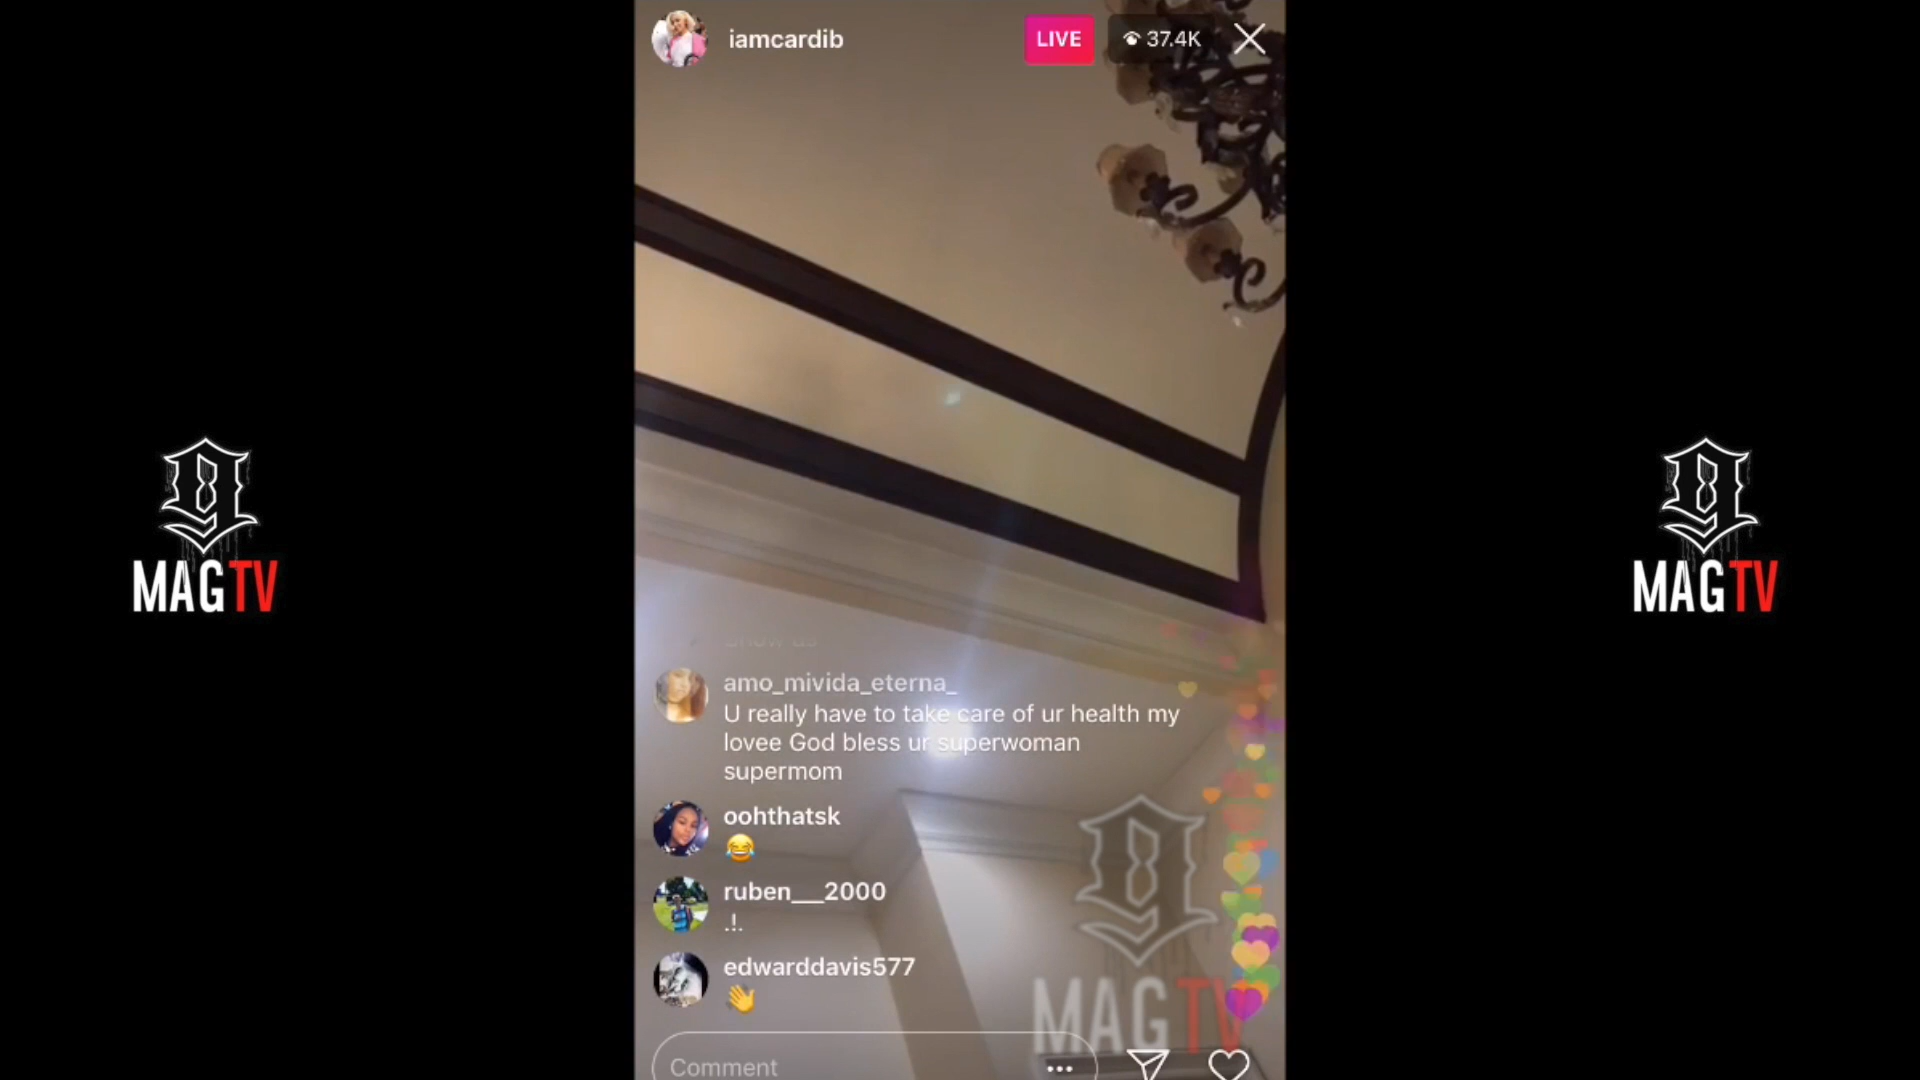 iamcardib
LIVE
37.4K
amo_mivida_eterna_
U really have to take care of ur health my
lovee God bless ur superwoman
supermom
oohthatsk
😂
ruben___2000
.!.
edwarddavis577
👋
Comment
MAGTV
MAGTV
MAGTV